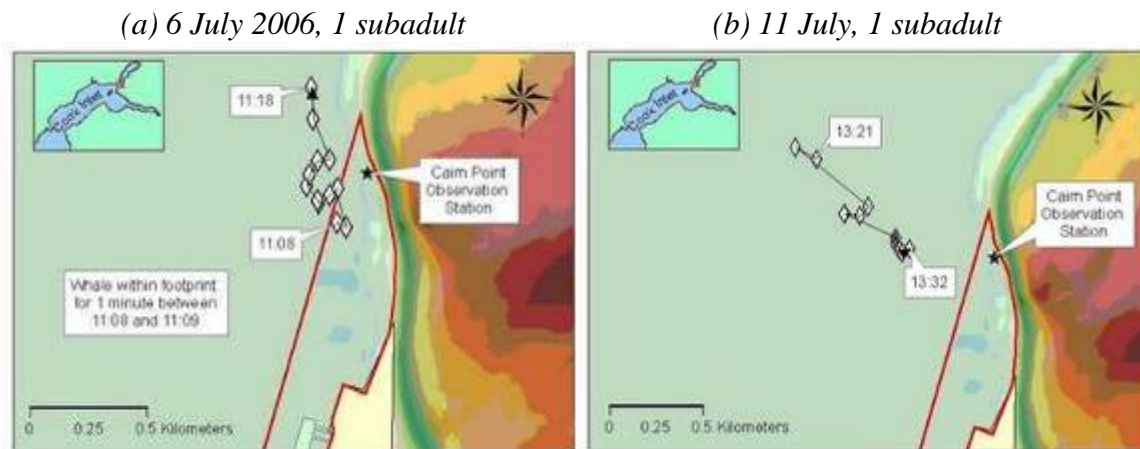 (a) 6 July 2006, 1 subadult
(b) 11 July, 1 subadult
Cook Inlet
11:18
Cairn Point
Observation
Station
11:08
Whale within footprint
for 1 minute between
11:08 and 11:09
0 0.25 0.5 Kilometers
Cook Inlet
13:21
Cairn Point
Observation
Station
13:32
0 0.25 0.5 Kilometers